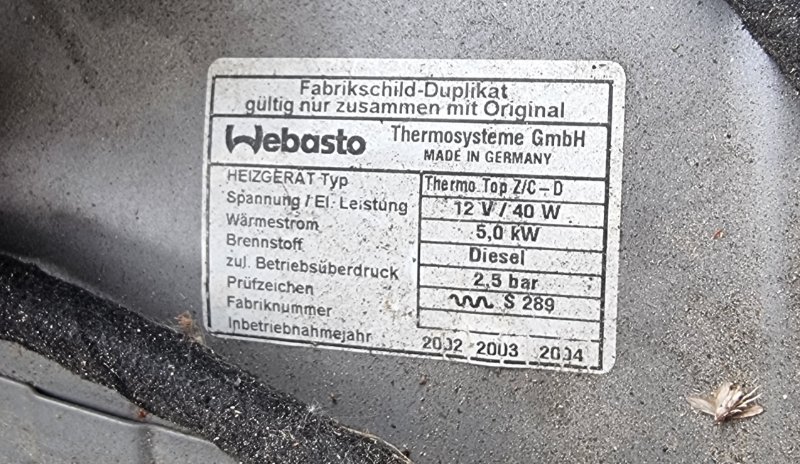 Fabrikschild-Duplikat
gültig nur zusammen mit Original
Webasto Thermosysteme GmbH
MADE IN GERMANY
HEIZGERÄT Typ Thermo Top Z/C-D
Spannung / El. Leistung 12 V / 40 W
Wärmestrom 5,0 kW
Brennstoff Diesel
zul. Betriebsüberdruck 2,5 bar
Prüfzeichen S 289
Fabriknummer
Inbetriebnahmejahr 2002 2003 2004